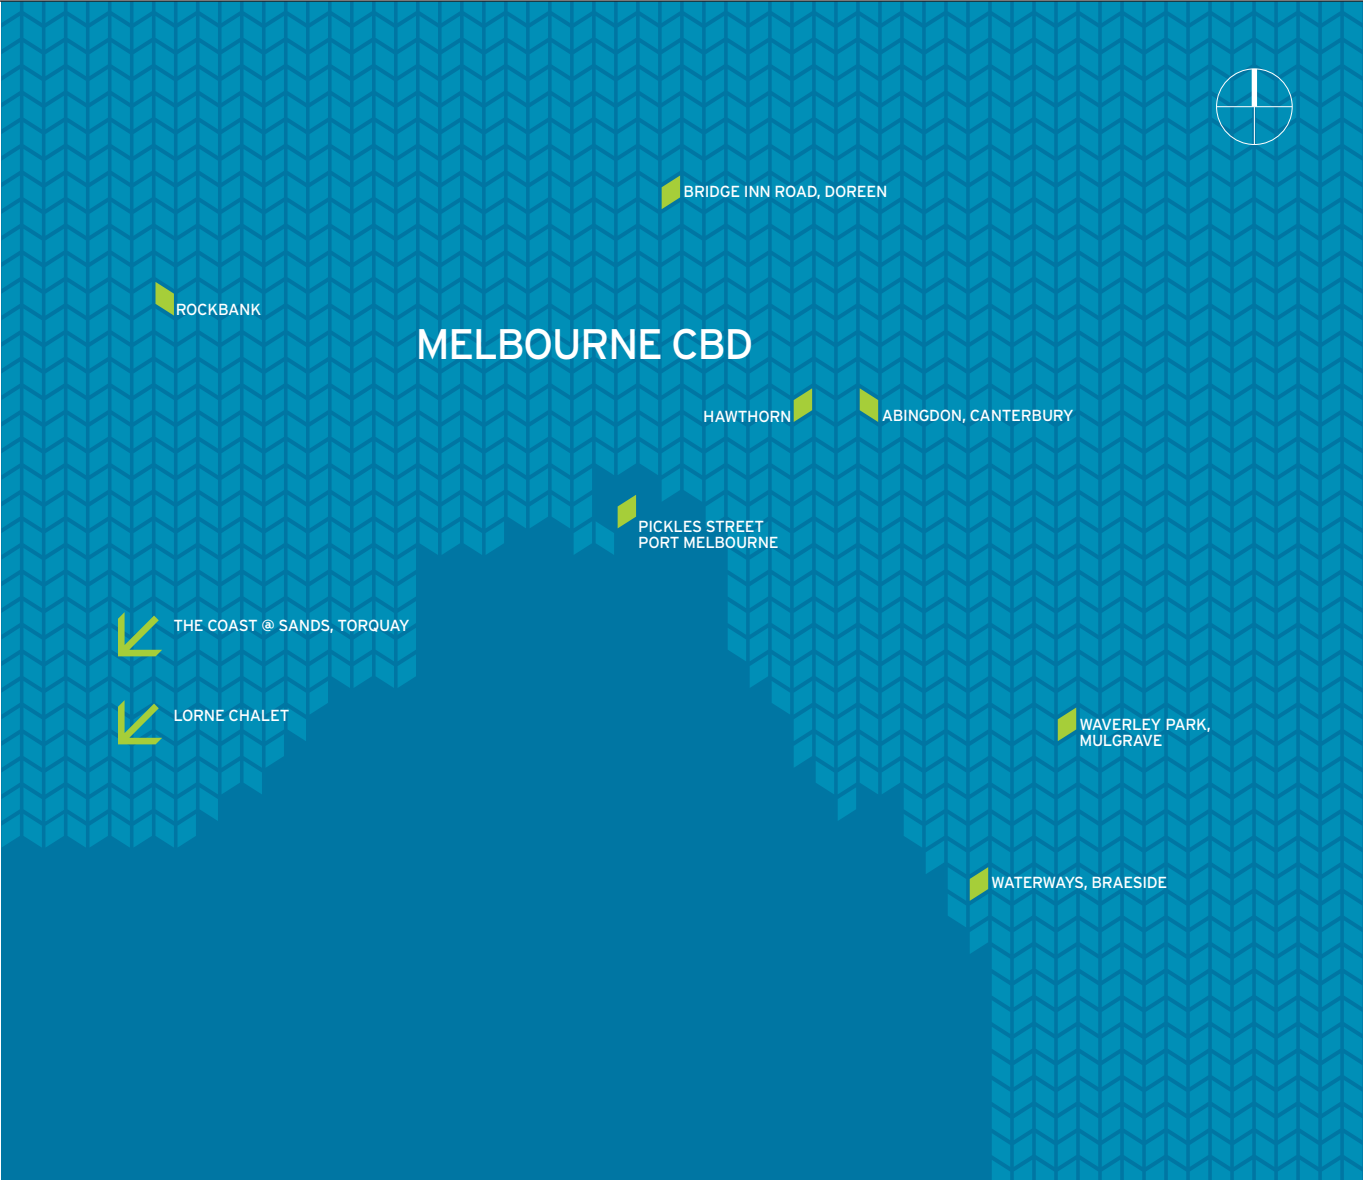 BRIDGE INN ROAD, DOREEN
ROCKBANK
MELBOURNE CBD
HAWTHORN
ABINGDON, CANTERBURY
PICKLES STREET
PORT MELBOURNE
THE COAST @ SANDS, TORQUAY
LORNE CHALET
WAVERLEY PARK,
MULGRAVE
WATERWAYS, BRAESIDE